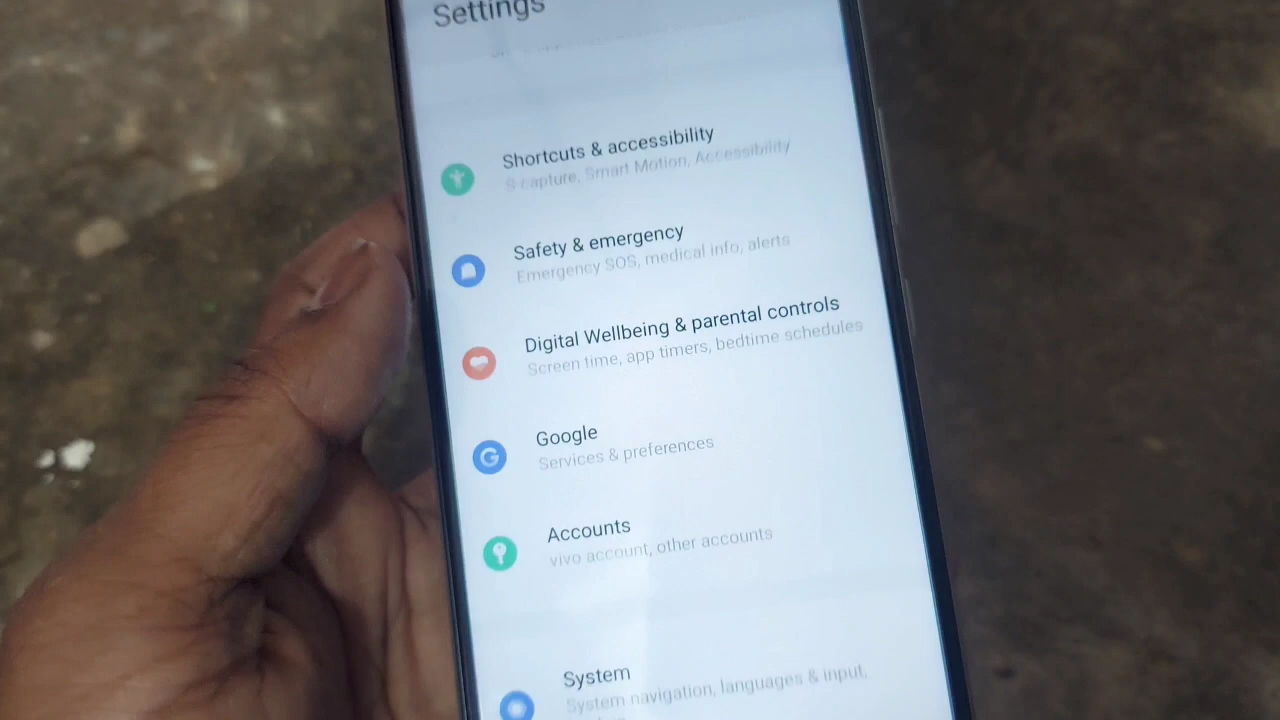 Settings
Shortcuts & accessibility
S-capture, Smart Motion, Accessibility
Safety & emergency
Emergency SOS, medical info, alerts
Digital Wellbeing & parental controls
Screen time, app timers, bedtime schedules
Google
Services & preferences
Accounts
vivo account, other accounts
System
System navigation, languages & input,